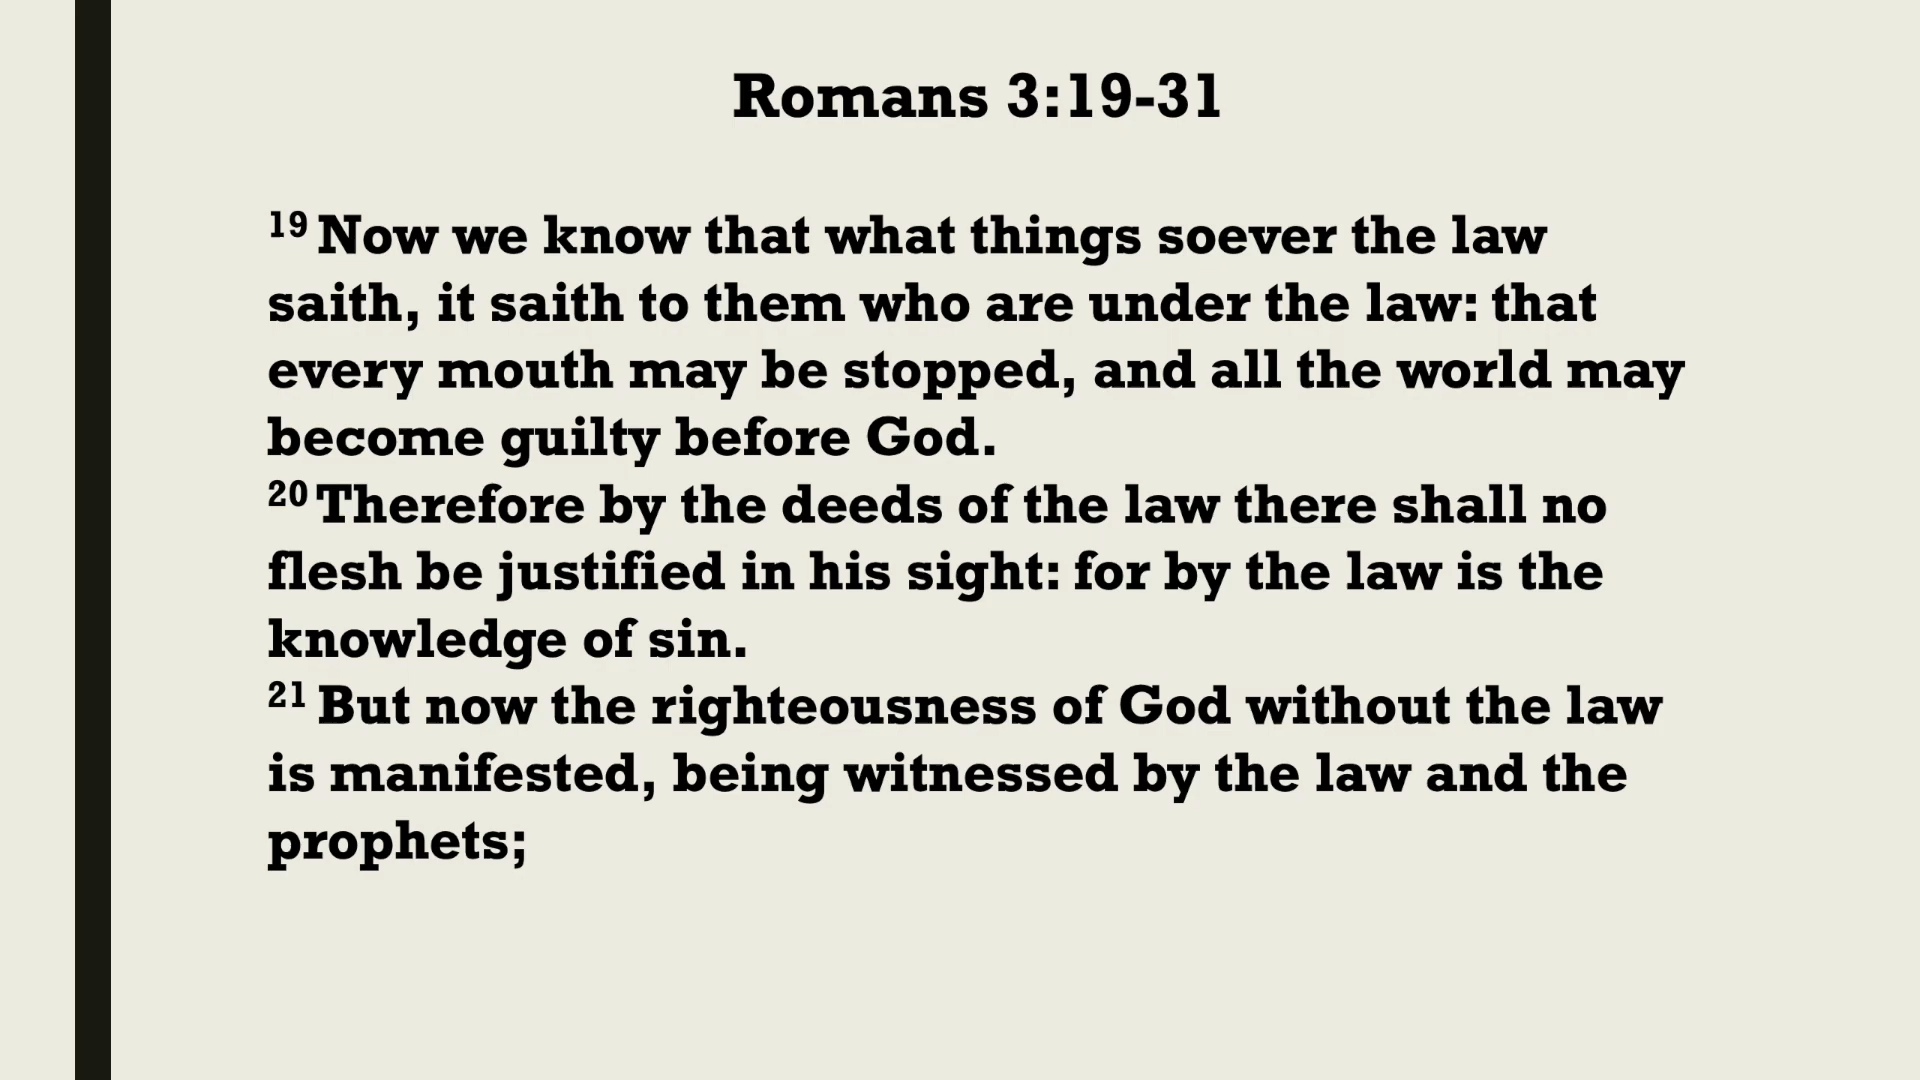 Romans 3:19-31
19 Now we know that what things soever the law
saith, it saith to them who are under the law: that
every mouth may be stopped, and all the world may
become guilty before God.
20 Therefore by the deeds of the law there shall no
flesh be justified in his sight: for by the law is the
knowledge of sin.
21 But now the righteousness of God without the law
is manifested, being witnessed by the law and the
prophets;